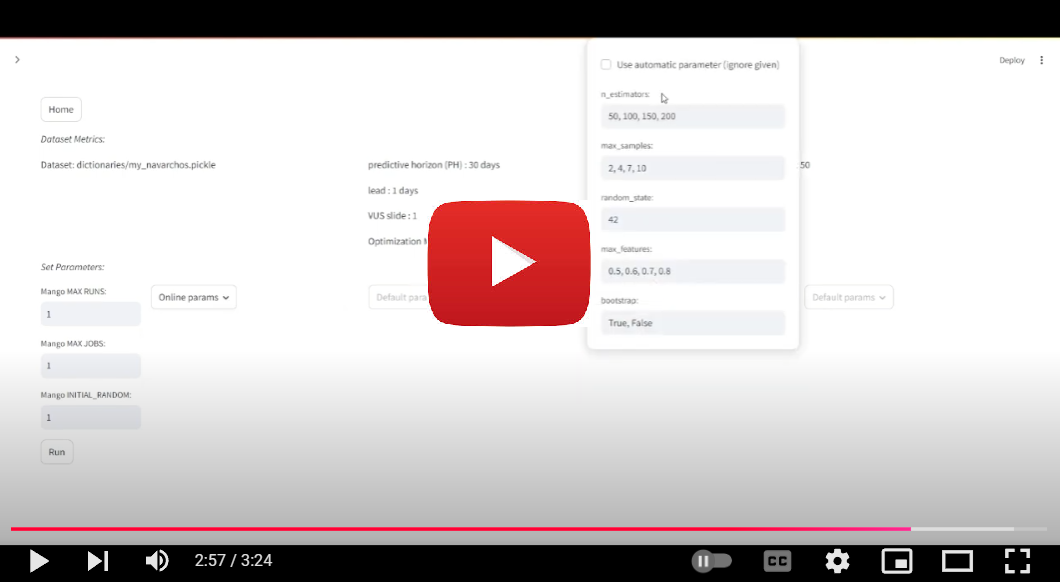 Deploy
Use automatic parameter (ignore given)
n_estimators:
50, 100, 150, 200
max_samples:
2, 4, 7, 10
random_state:
42
max_features:
0.5, 0.6, 0.7, 0.8
bootstrap:
True, False
Home
Dataset Metrics:
Dataset: dictionaries/my_navarchos.pickle
predictive horizon (PH) : 30 days
50
lead : 1 days
VUS slide : 1
Optimization
Set Parameters:
Mango MAX RUNS:
1
Online params
Default para
Default params
Mango MAX JOBS:
1
Mango INITIAL_RANDOM:
1
Run
2:57 / 3:24
CC